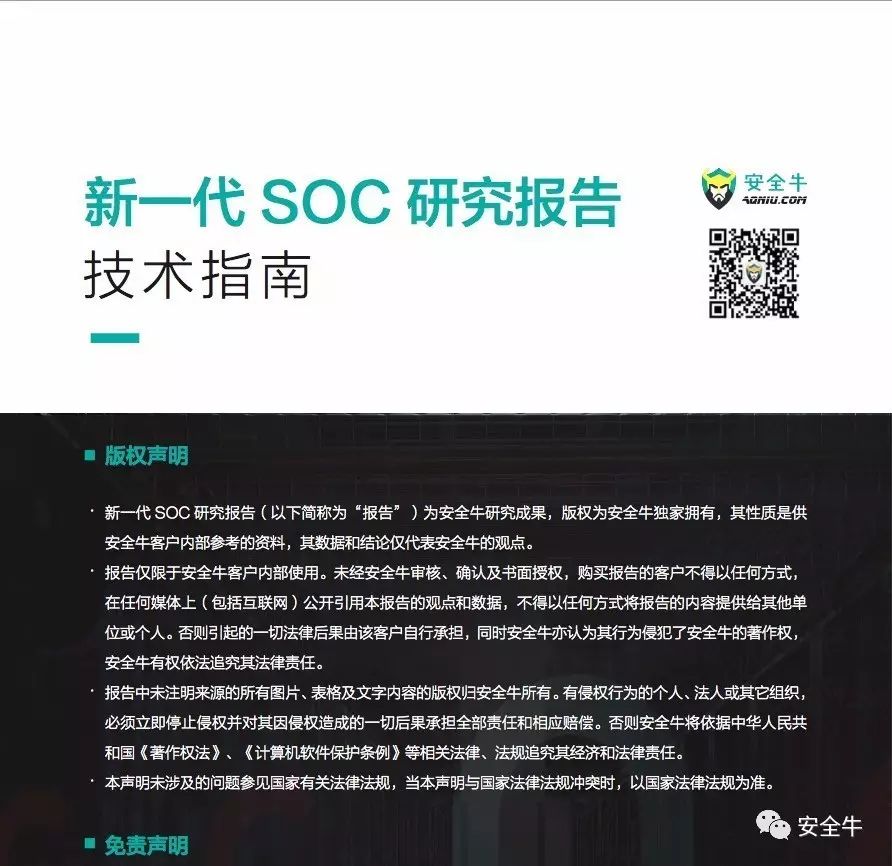 新一代 SOC 研究报告
安全牛
AQNIU.COM
技术指南
■ 版权声明
· 新一代 SOC 研究报告（以下简称为“报告”）为安全牛研究成果，版权为安全牛独家拥有，其性质是供
安全牛客户内部参考的资料，其数据和结论仅代表安全牛的观点。
· 报告仅限于安全牛客户内部使用。未经安全牛审核、确认及书面授权，购买报告的客户不得以任何方式，
在任何媒体上（包括互联网）公开引用本报告的观点和数据，不得以任何方式将报告的内容提供给其他单
位或个人。否则引起的一切法律后果由该客户自行承担，同时安全牛亦认为其行为侵犯了安全牛的著作权，
安全牛有权依法追究其法律责任。
· 报告中未注明来源的所有图片、表格及文字内容的版权归安全牛所有。有侵权行为的个人、法人或其它组织，
必须立即停止侵权并对其因侵权造成的一切后果承担全部责任和相应赔偿。否则安全牛将依据中华人民共
和国《著作权法》、《计算机软件保护条例》等相关法律、法规追究其经济和法律责任。
· 本声明未涉及的问题参见国家有关法律法规，当本声明与国家法律法规冲突时，以国家法律法规为准。
安全牛
■ 免责声明